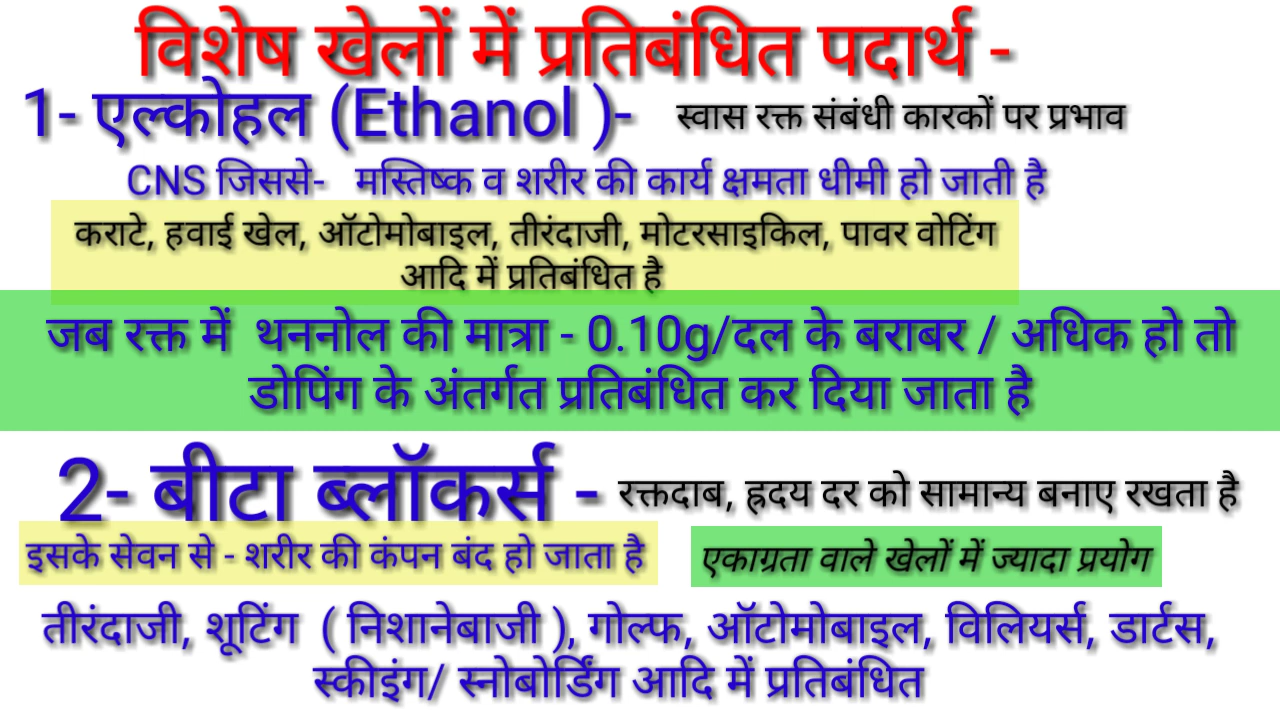 विशेष खेलों में प्रतिबंधित पदार्थ -
1- एल्कोहल (Ethanol )- स्वास रक्त संबंधी कारकों पर प्रभाव
CNS जिससे- मस्तिष्क व शरीर की कार्य क्षमता धीमी हो जाती है
कराटे, हवाई खेल, ऑटोमोबाइल, तीरंदाजी, मोटरसाइकिल, पावर वोटिंग
आदि में प्रतिबंधित है
जब रक्त में थननोल की मात्रा - 0.10g/दल के बराबर / अधिक हो तो
डोपिंग के अंतर्गत प्रतिबंधित कर दिया जाता है
2- बीटा ब्लॉकर्स - रक्तदाब, ह्रदय दर को सामान्य बनाए रखता है
इसके सेवन से - शरीर की कंपन बंद हो जाता है एकाग्रता वाले खेलों में ज्यादा प्रयोग
तीरंदाजी, शूटिंग ( निशानेबाजी ), गोल्फ, ऑटोमोबाइल, विलियर्स, डार्टस,
स्कीइंग/ स्नोबोर्डिंग आदि में प्रतिबंधित